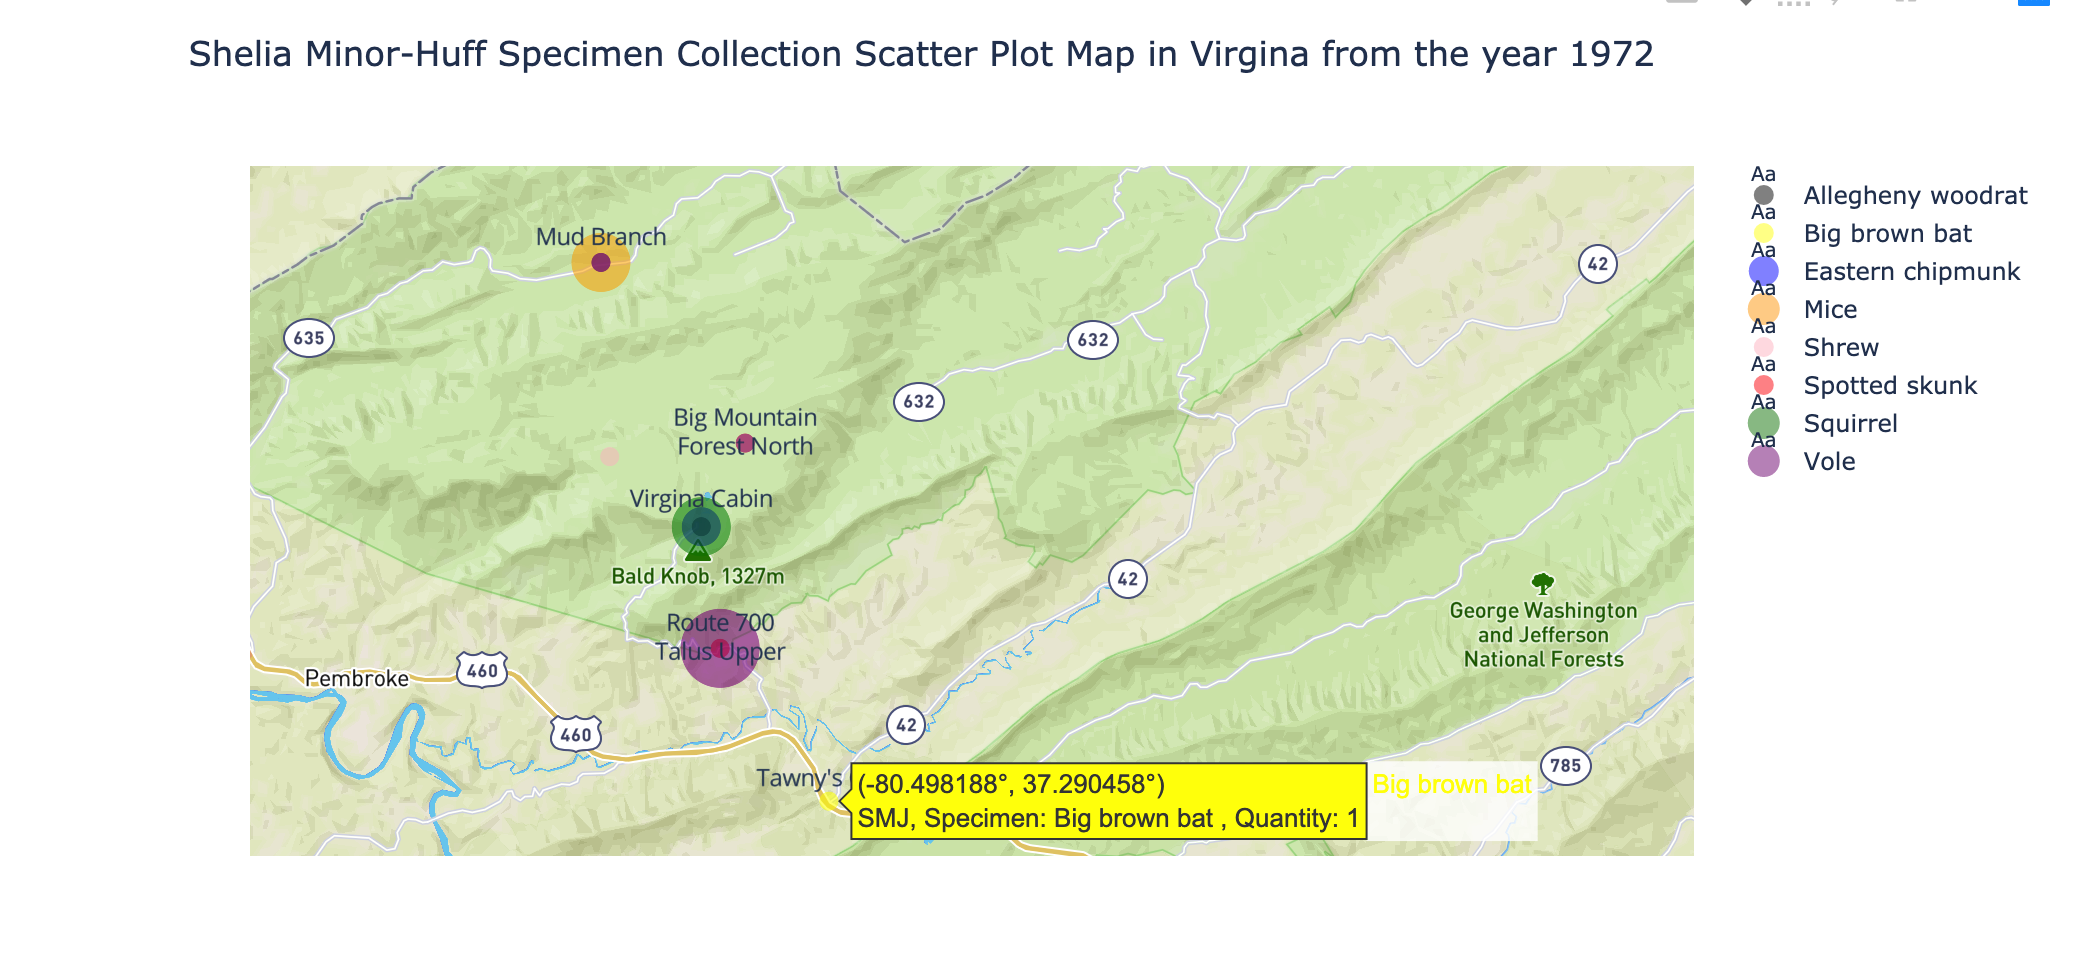 Shelia Minor-Huff Specimen Collection Scatter Plot Map in Virgina from the year 1972
Mud Branch
635
632
632
42
Big Mountain
Forest North
Virgina Cabin
Bald Knob, 1327m
Route 700
Talus Upper
Pembroke
460
460
42
42
George Washington
and Jefferson
National Forests
785
Tawny's
(-80.498188°, 37.290458°)
SMJ, Specimen: Big brown bat , Quantity: 1
Big brown bat
Aa
Allegheny woodrat
Aa
Big brown bat
Aa
Eastern chipmunk
Aa
Mice
Aa
Shrew
Aa
Spotted skunk
Aa
Squirrel
Aa
Vole